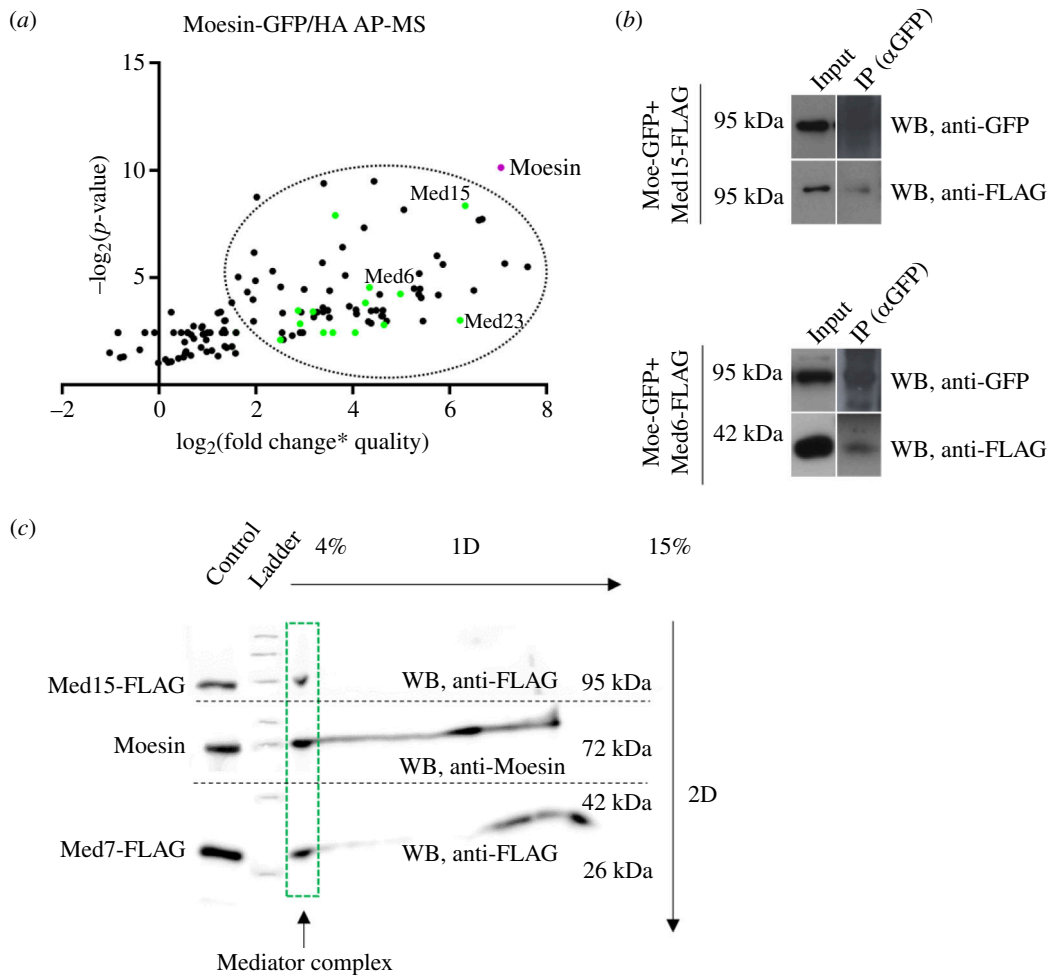 (a)
Moesin-GFP/HA AP-MS
15
10
5
–log2(p-value)
Moesin
Med15
Med6
Med23
–2
0
2
4
6
8
log2(fold change* quality)
(b)
Moe-GFP+
Med15-FLAG
Input
IP (αGFP)
95 kDa
WB, anti-GFP
95 kDa
WB, anti-FLAG
Moe-GFP+
Med6-FLAG
Input
IP (αGFP)
95 kDa
WB, anti-GFP
42 kDa
WB, anti-FLAG
(c)
Control
Ladder
4%
1D
15%
Med15-FLAG
WB, anti-FLAG
95 kDa
Moesin
72 kDa
WB, anti-Moesin
42 kDa
2D
Med7-FLAG
WB, anti-FLAG
26 kDa
Mediator complex